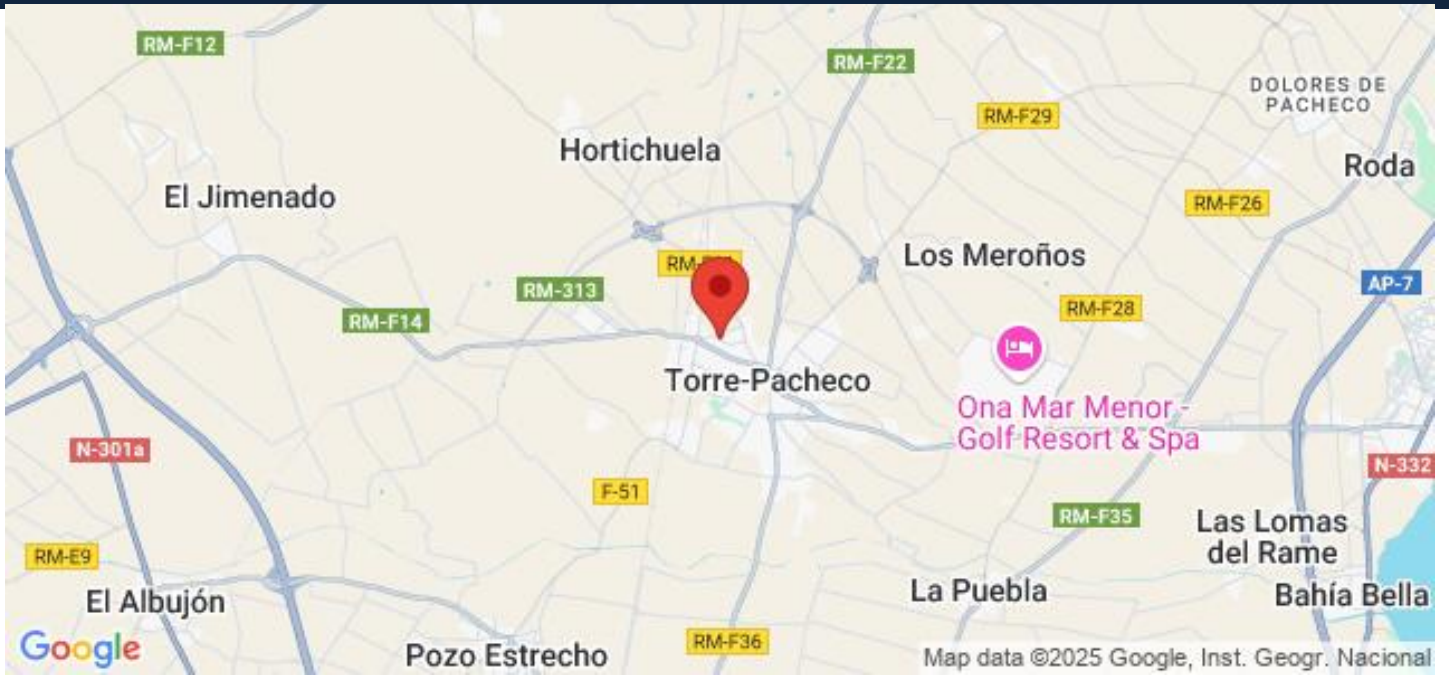 RM-F12
RM-F22
DOLORES DE
PACHECO
RM-F29
Hortichuela
Roda
El Jimenado
RM-F26
Los Meroños
RM-313
AP-7
RM-F14
RM-F28
Torre-Pacheco
Ona Mar Menor -
Golf Resort & Spa
N-301a
N-332
F-51
RM-F35
Las Lomas
del Rame
RM-E9
La Puebla
Bahía Bella
El Albujón
Google
Pozo Estrecho
RM-F36
Map data ©2025 Google, Inst. Geogr. Nacional